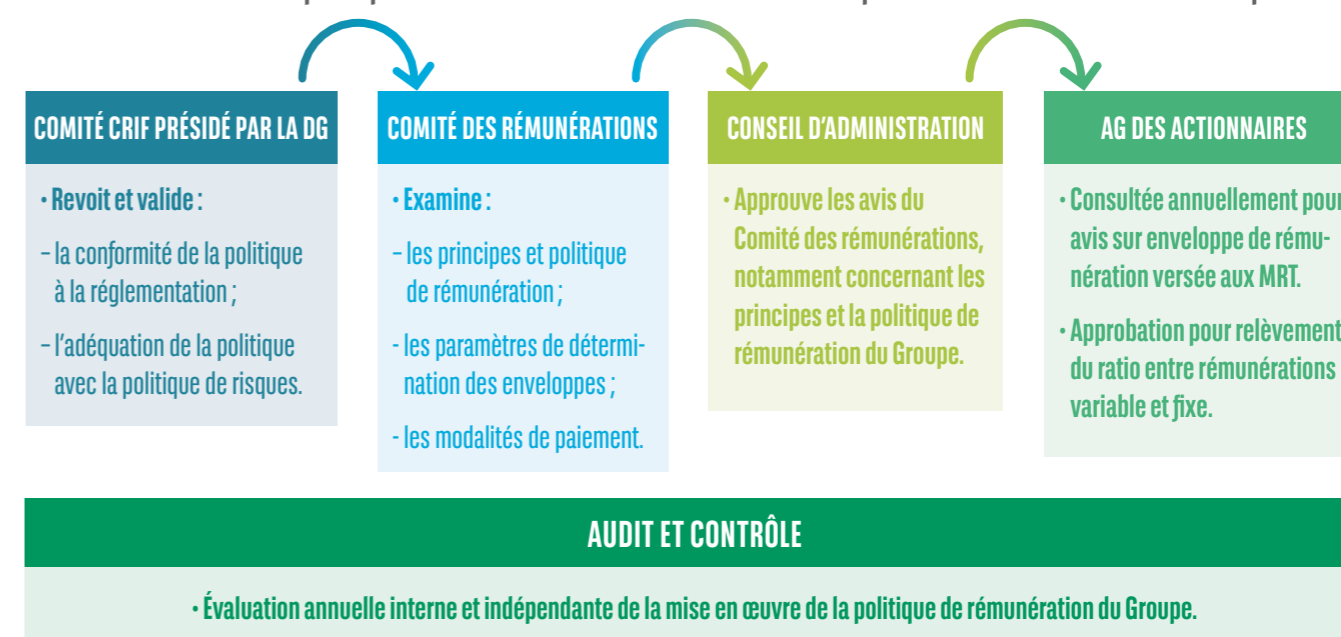 COMITÉ CRIF PRÉSIDÉ PAR LA DG
• Revoit et valide :
– la conformité de la politique
à la réglementation ;
– l'adéquation de la politique
avec la politique de risques.
COMITÉ DES RÉMUNÉRATIONS
• Examine :
– les principes et politique
de rémunération ;
- les paramètres de détermi-
nation des enveloppes ;
- les modalités de paiement.
CONSEIL D'ADMINISTRATION
• Approuve les avis du
Comité des rémunérations,
notamment concernant les
principes et la politique de
rémunération du Groupe.
AG DES ACTIONNAIRES
• Consultée annuellement pour
avis sur enveloppe de rému-
nération versée aux MRT.
• Approbation pour relèvement
du ratio entre rémunérations
variable et fixe.
AUDIT ET CONTRÔLE
• Évaluation annuelle interne et indépendante de la mise en œuvre de la politique de rémunération du Groupe.